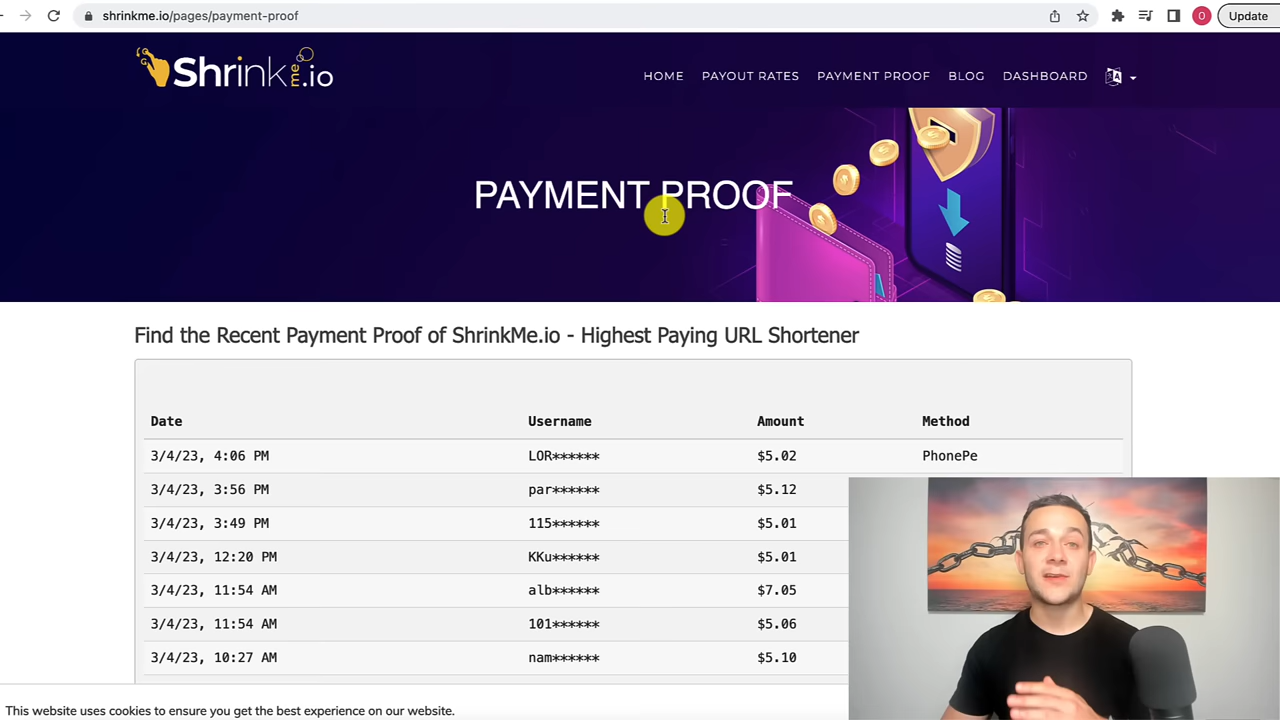 shrinkme.io/pages/payment-proof
O
Update
Shrinkme.io
HOME
PAYOUT RATES
PAYMENT PROOF
BLOG
DASHBOARD
PAYMENT PROOF
Find the Recent Payment Proof of ShrinkMe.io - Highest Paying URL Shortener
Date Username Amount Method
3/4/23, 4:06 PM LOR****** $5.02 PhonePe
3/4/23, 3:56 PM par****** $5.12
3/4/23, 3:49 PM 115****** $5.01
3/4/23, 12:20 PM KKu****** $5.01
3/4/23, 11:54 AM alb****** $7.05
3/4/23, 11:54 AM 101****** $5.06
3/4/23, 10:27 AM nam****** $5.10
This website uses cookies to ensure you get the best experience on our website.